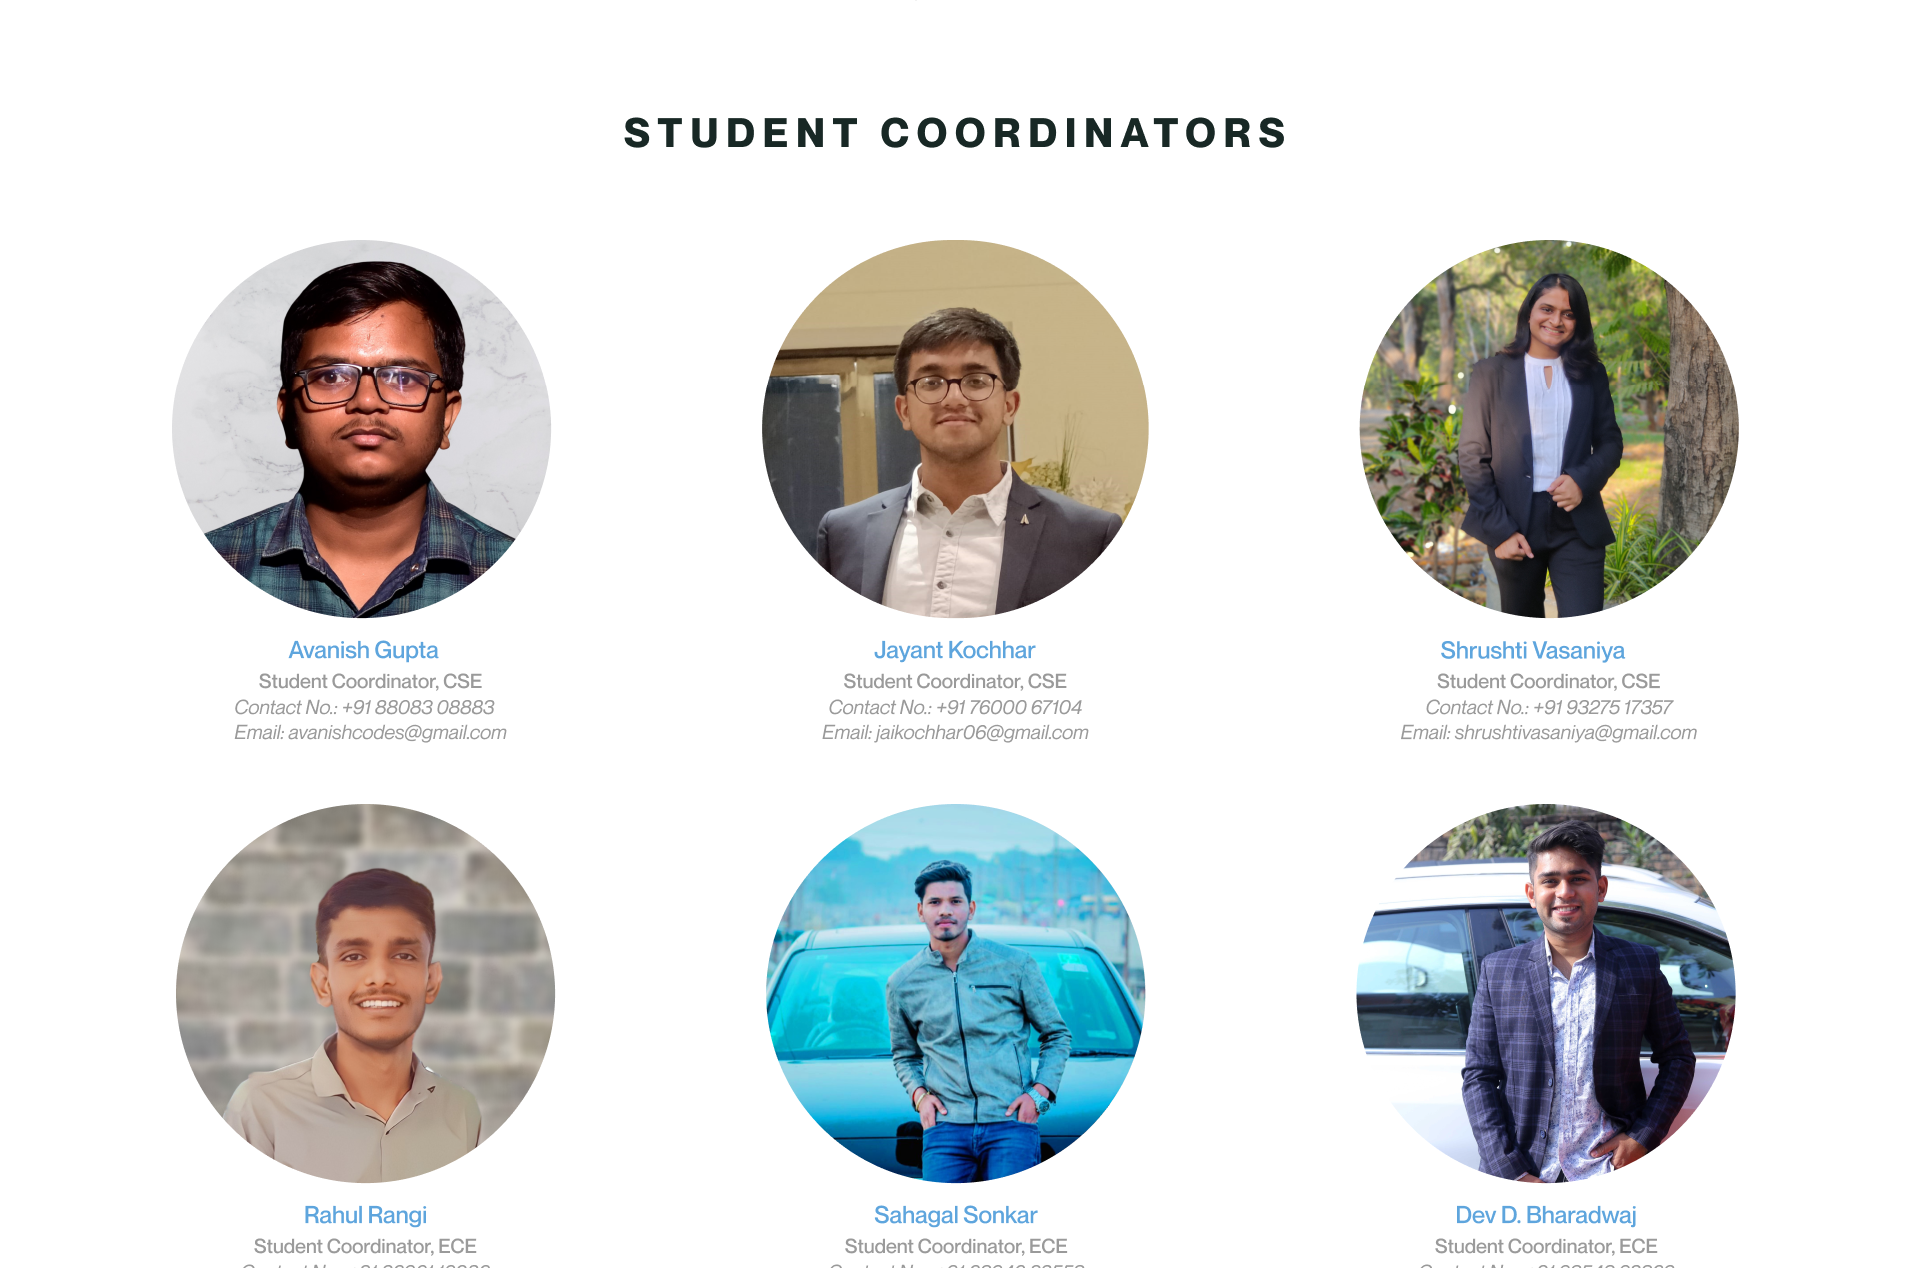 STUDENT COORDINATORS
Avanish Gupta
Student Coordinator, CSE
Contact No.: +91 88083 08883
Email: avanishcodes@gmail.com
Jayant Kochhar
Student Coordinator, CSE
Contact No.: +91 76000 67104
Email: jaikochhar06@gmail.com
Shrushti Vasaniya
Student Coordinator, CSE
Contact No.: +91 93275 17357
Email: shrushtivasaniya@gmail.com
Rahul Rangi
Student Coordinator, ECE
Sahagal Sonkar
Student Coordinator, ECE
Dev D. Bharadwaj
Student Coordinator, ECE